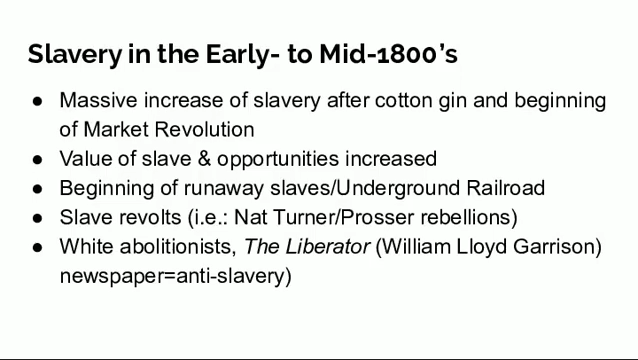 Slavery in the Early- to Mid-1800's
● Massive increase of slavery after cotton gin and beginning
of Market Revolution
● Value of slave & opportunities increased
● Beginning of runaway slaves/Underground Railroad
● Slave revolts (i.e.: Nat Turner/Prosser rebellions)
● White abolitionists, The Liberator (William Lloyd Garrison)
newspaper=anti-slavery)